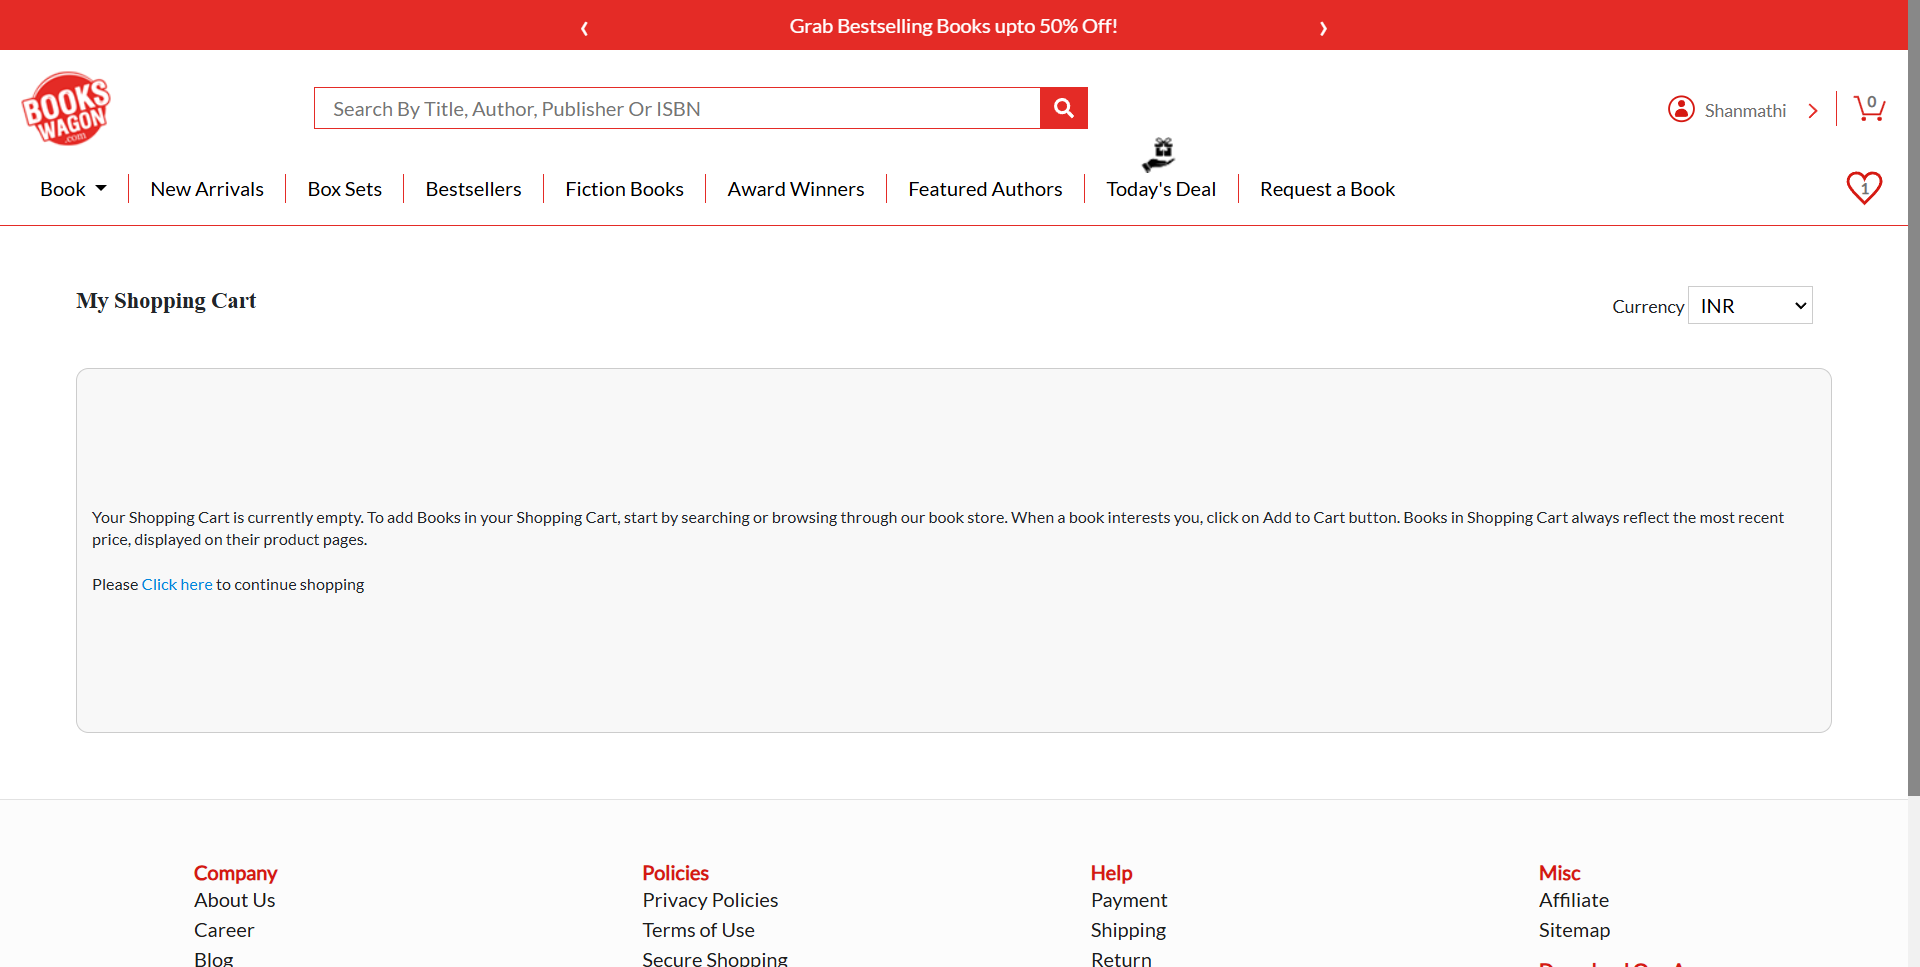 ❮ Grab Bestselling Books upto 50% Off! ❯
BOOKS
WAGON
.com
Search By Title, Author, Publisher Or ISBN
Shanmathi
0
Book
New Arrivals
Box Sets
Bestsellers
Fiction Books
Award Winners
Featured Authors
Today's Deal
Request a Book
1
My Shopping Cart
Currency INR
Your Shopping Cart is currently empty. To add Books in your Shopping Cart, start by searching or browsing through our book store. When a book interests you, click on Add to Cart button. Books in Shopping Cart always reflect the most recent
price, displayed on their product pages.
Please Click here to continue shopping
Company
About Us
Career
Blog
Policies
Privacy Policies
Terms of Use
Secure Shopping
Help
Payment
Shipping
Return
Misc
Affiliate
Sitemap